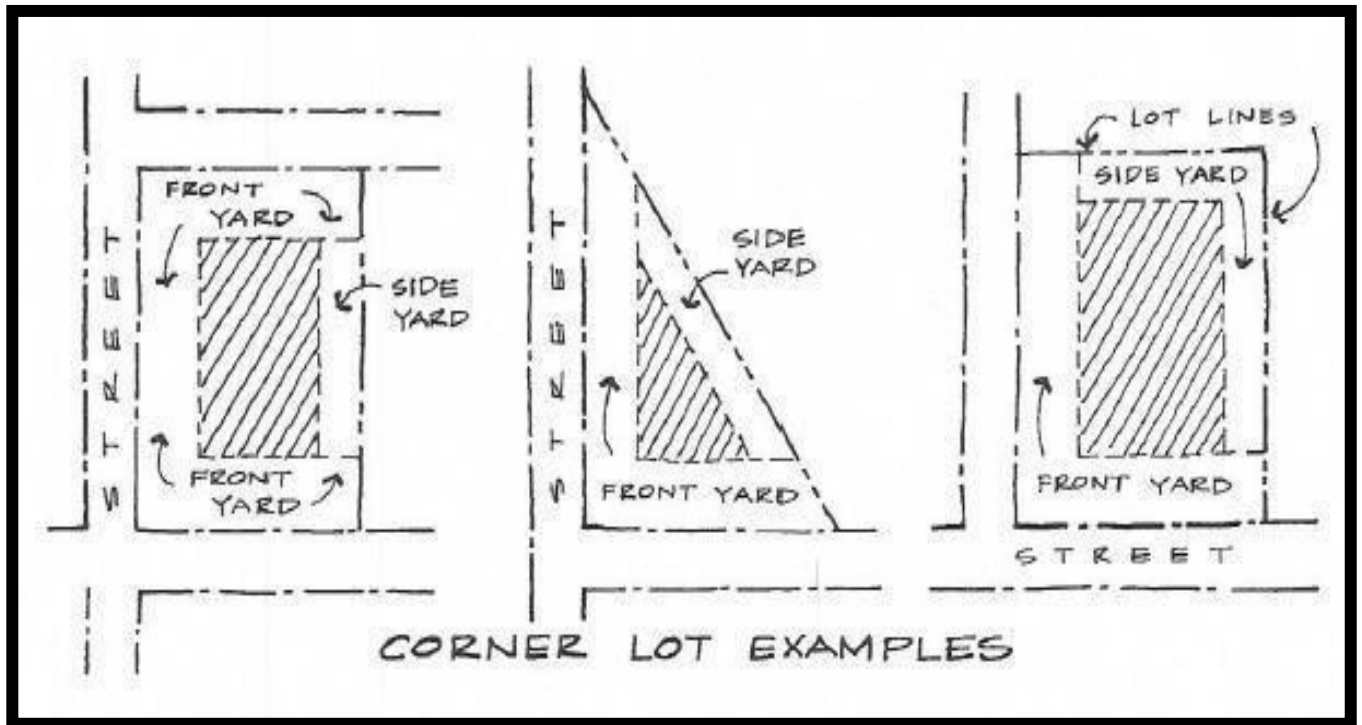 STREET
FRONT
YARD
SIDE
YARD
FRONT
YARD
STREET
SIDE
YARD
FRONT YARD
LOT LINES
SIDE YARD
FRONT YARD
STREET
CORNER LOT EXAMPLES